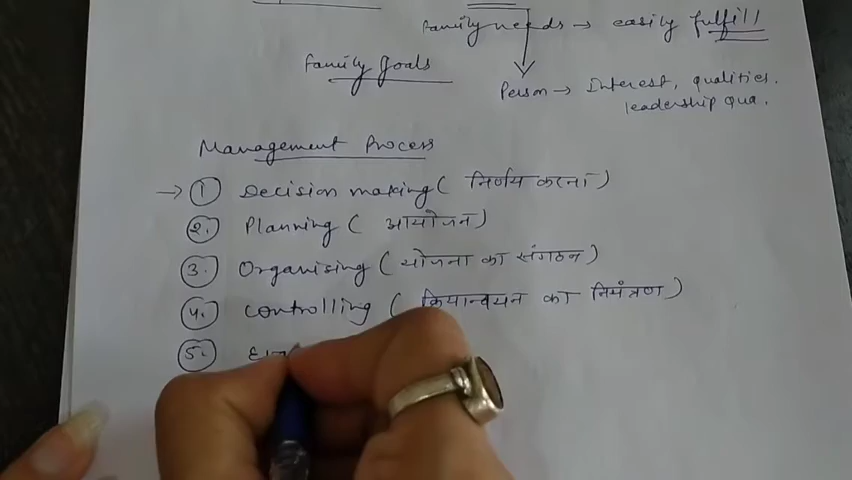 family needs → easily fulfill
family goals
Person → Interest, qualities.
leadership qua.
Management Process
→ 1 Decision making ( निर्णय करना )
2. Planning ( आयोजन )
3. Organising ( योजना का संगठन )
4. Controlling ( क्रियान्वयन का नियंत्रण )
5.